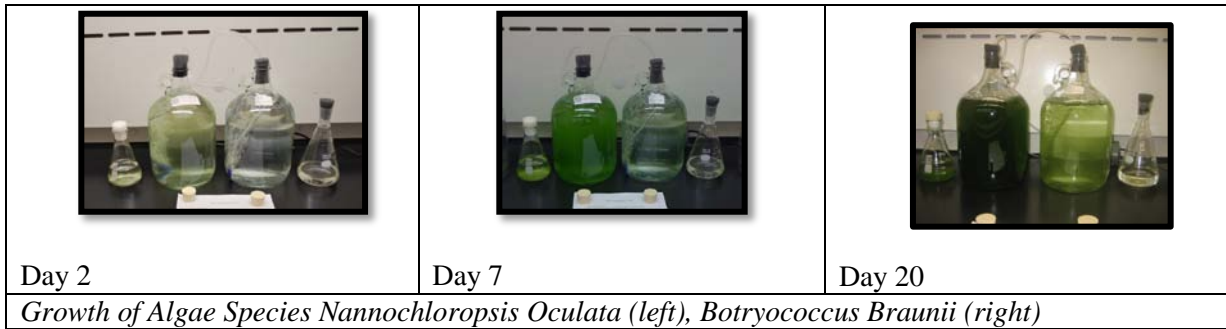 Day 2
Day 7
Day 20
Growth of Algae Species Nannochloropsis Oculata (left), Botryococcus Braunii (right)